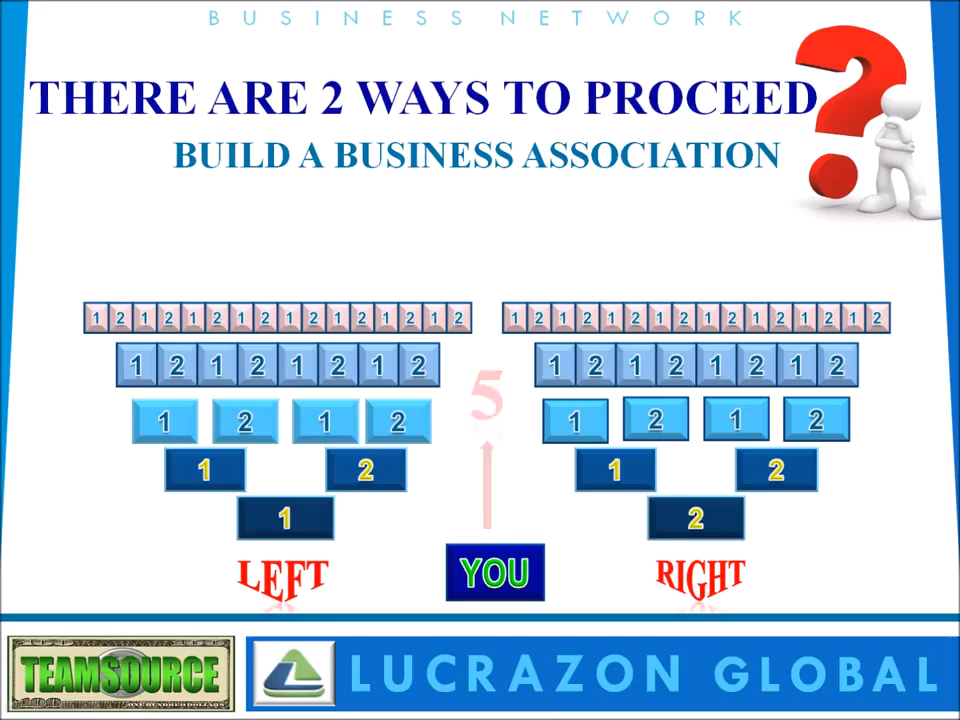 BUSINESS NETWORK
THERE ARE 2 WAYS TO PROCEED
?
BUILD A BUSINESS ASSOCIATION
1 2 1 2 1 2 1 2 1 2 1 2 1 2 1 2 1 2 1 2 1 2 1 2 1 2 1 2 1 2 1 2
1 2 1 2 1 2 1 2 1 2 1 2 1 2 1 2
5
1 2 1 2 1 2 1 2
1 2 1 2
1 2
LEFT YOU RIGHT
TEAMSOURCE LUCRAZON GLOBAL